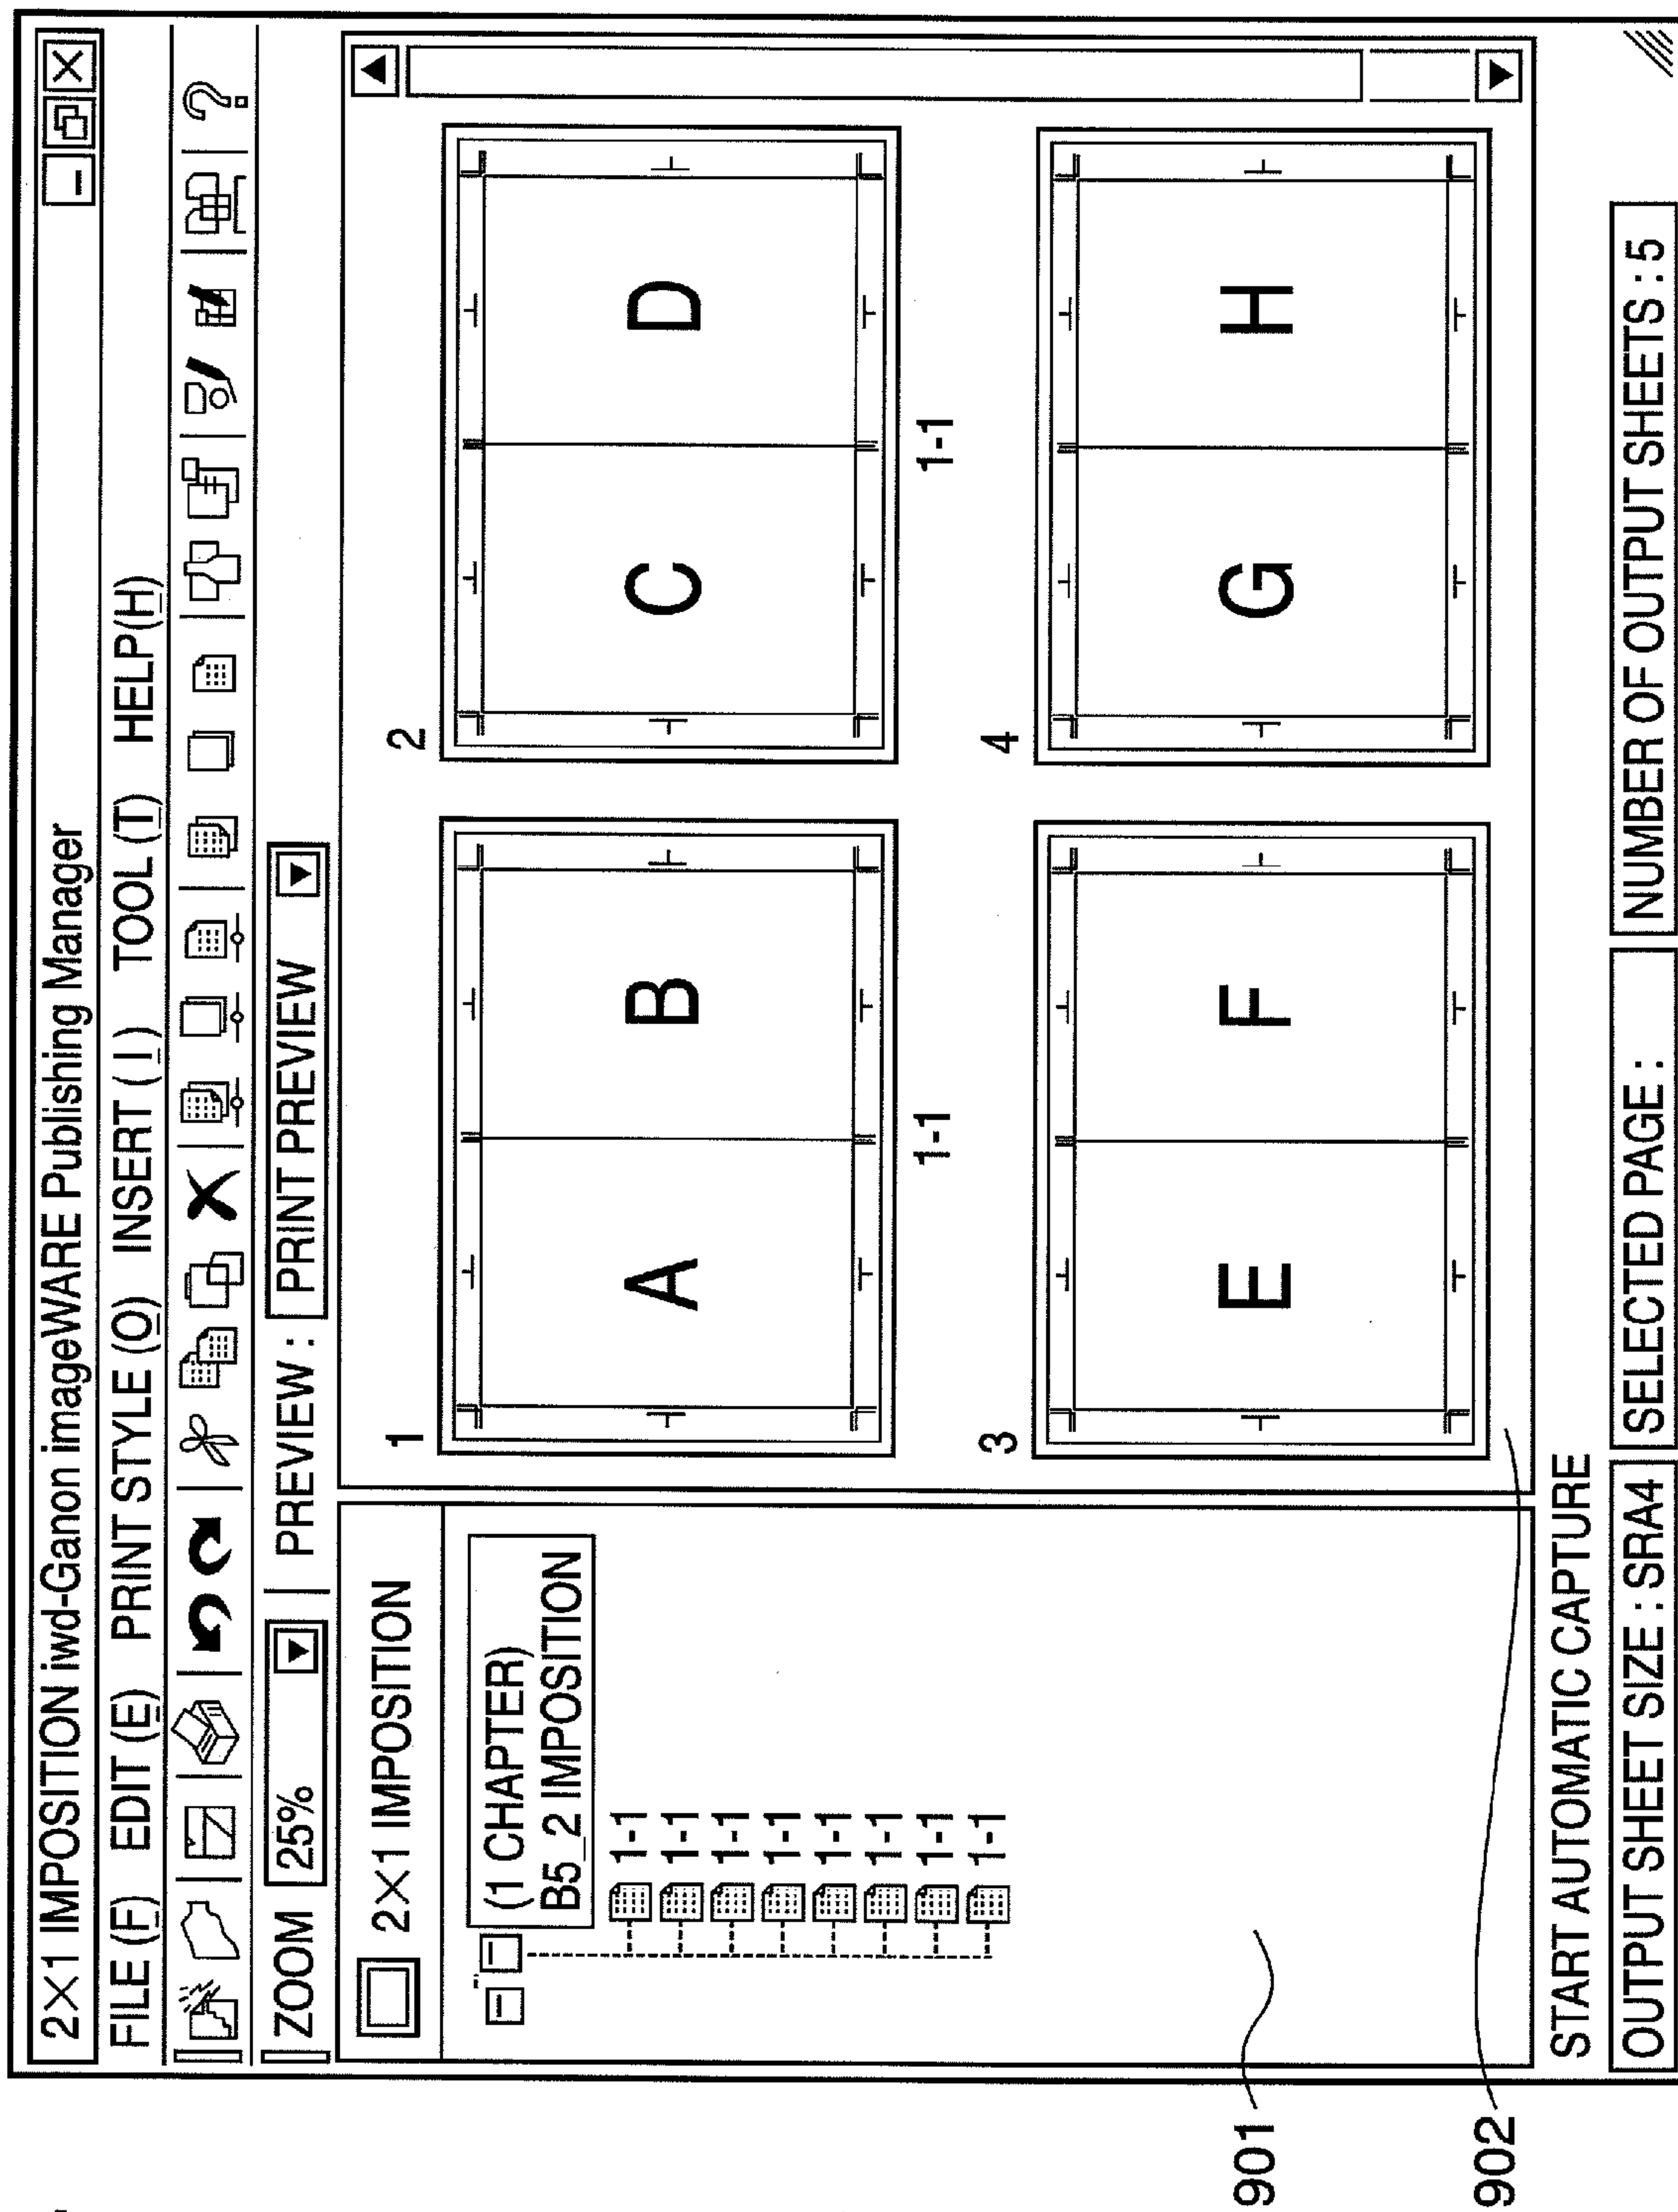 2×1 IMPOSITION iwd-Ganon imageWARE Publishing Manager
FILE (F) EDIT (E) PRINT STYLE (O) INSERT (I) TOOL (T) HELP(H)
ZOOM 25% PREVIEW : PRINT PREVIEW
2×1 IMPOSITION
(1 CHAPTER)
B5_2 IMPOSITION
1-1
1-1
1-1
1-1
1-1
1-1
1-1
1-1
1 2
A B C D
1-1 1-1
3 4
E F G H
START AUTOMATIC CAPTURE
OUTPUT SHEET SIZE : SRA4 SELECTED PAGE : NUMBER OF OUTPUT SHEETS : 5
901
902